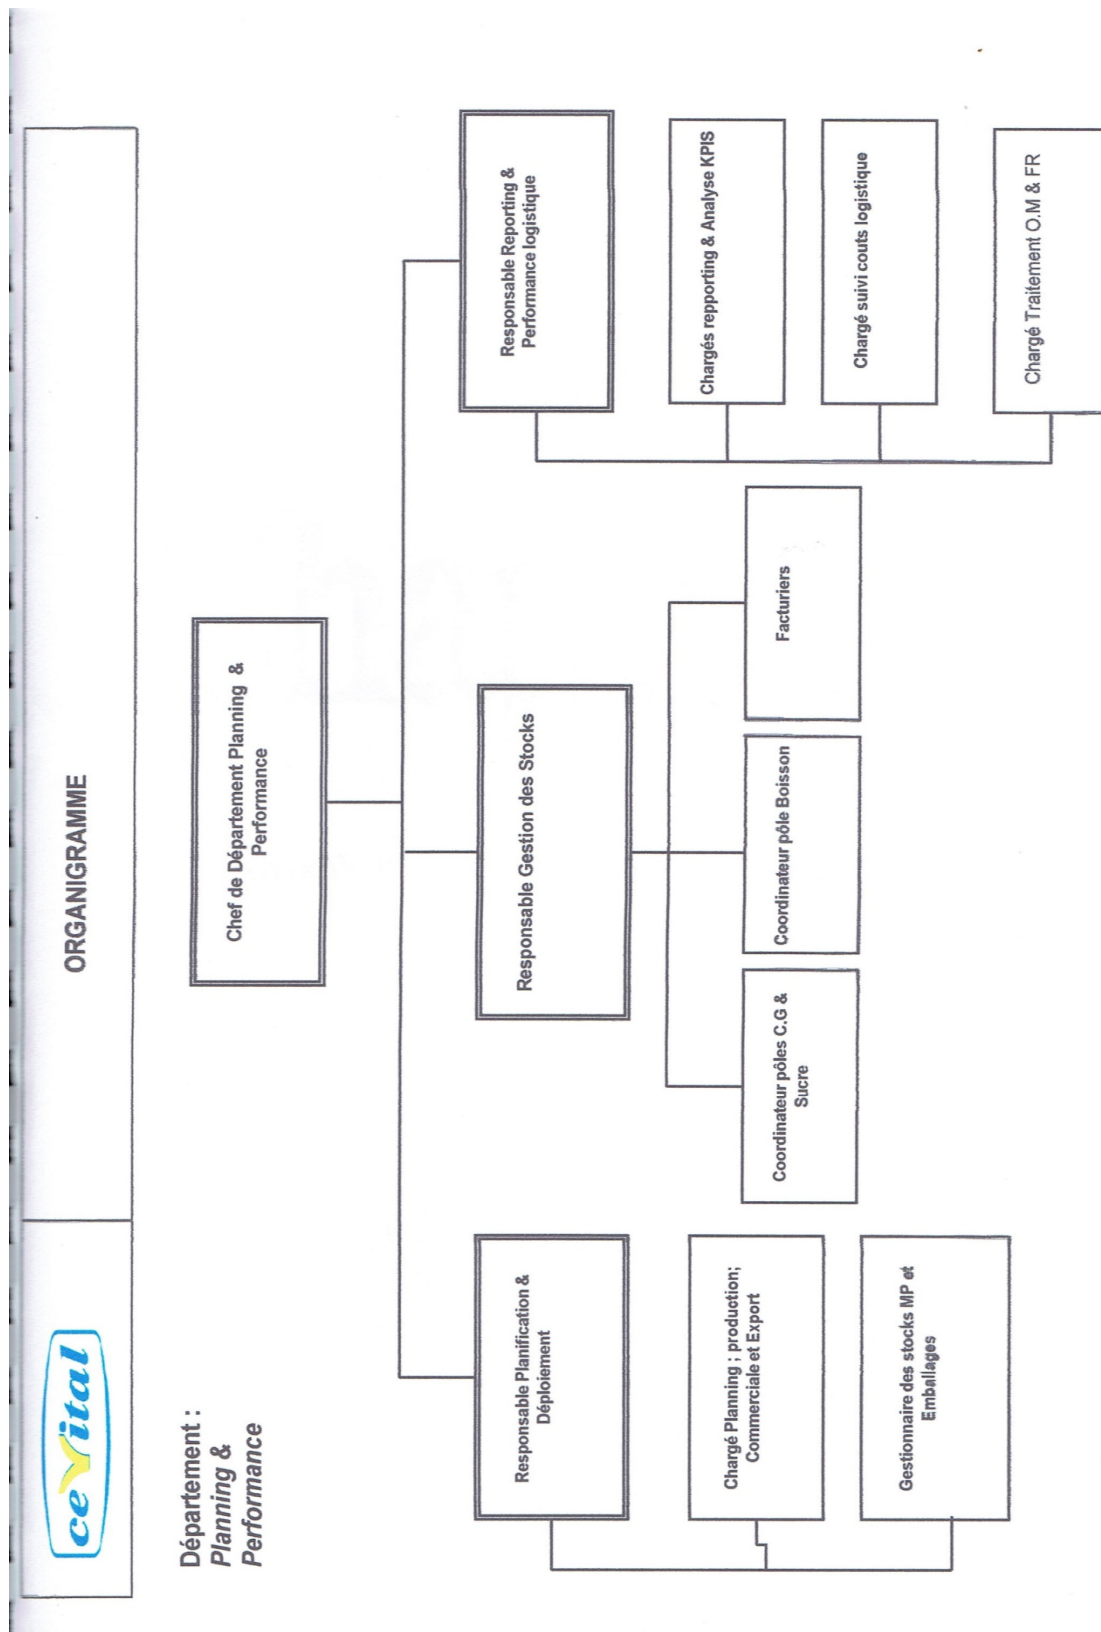 ceVital
ORGANIGRAMME
Département :
Planning &
Performance
Chef de Département Planning &
Performance
Responsable Planification &
Déploiement
Chargé Planning ; production;
Commerciale et Export
Gestionnaire des stocks MP et
Emballages
Responsable Gestion des Stocks
Coordinateur pôles C.G &
Sucre
Coordinateur pôle Boisson
Facturiers
Responsable Reporting &
Performance logistique
Chargés repporting & Analyse KPIS
Chargé suivi couts logistique
Chargé Traitement O.M & FR